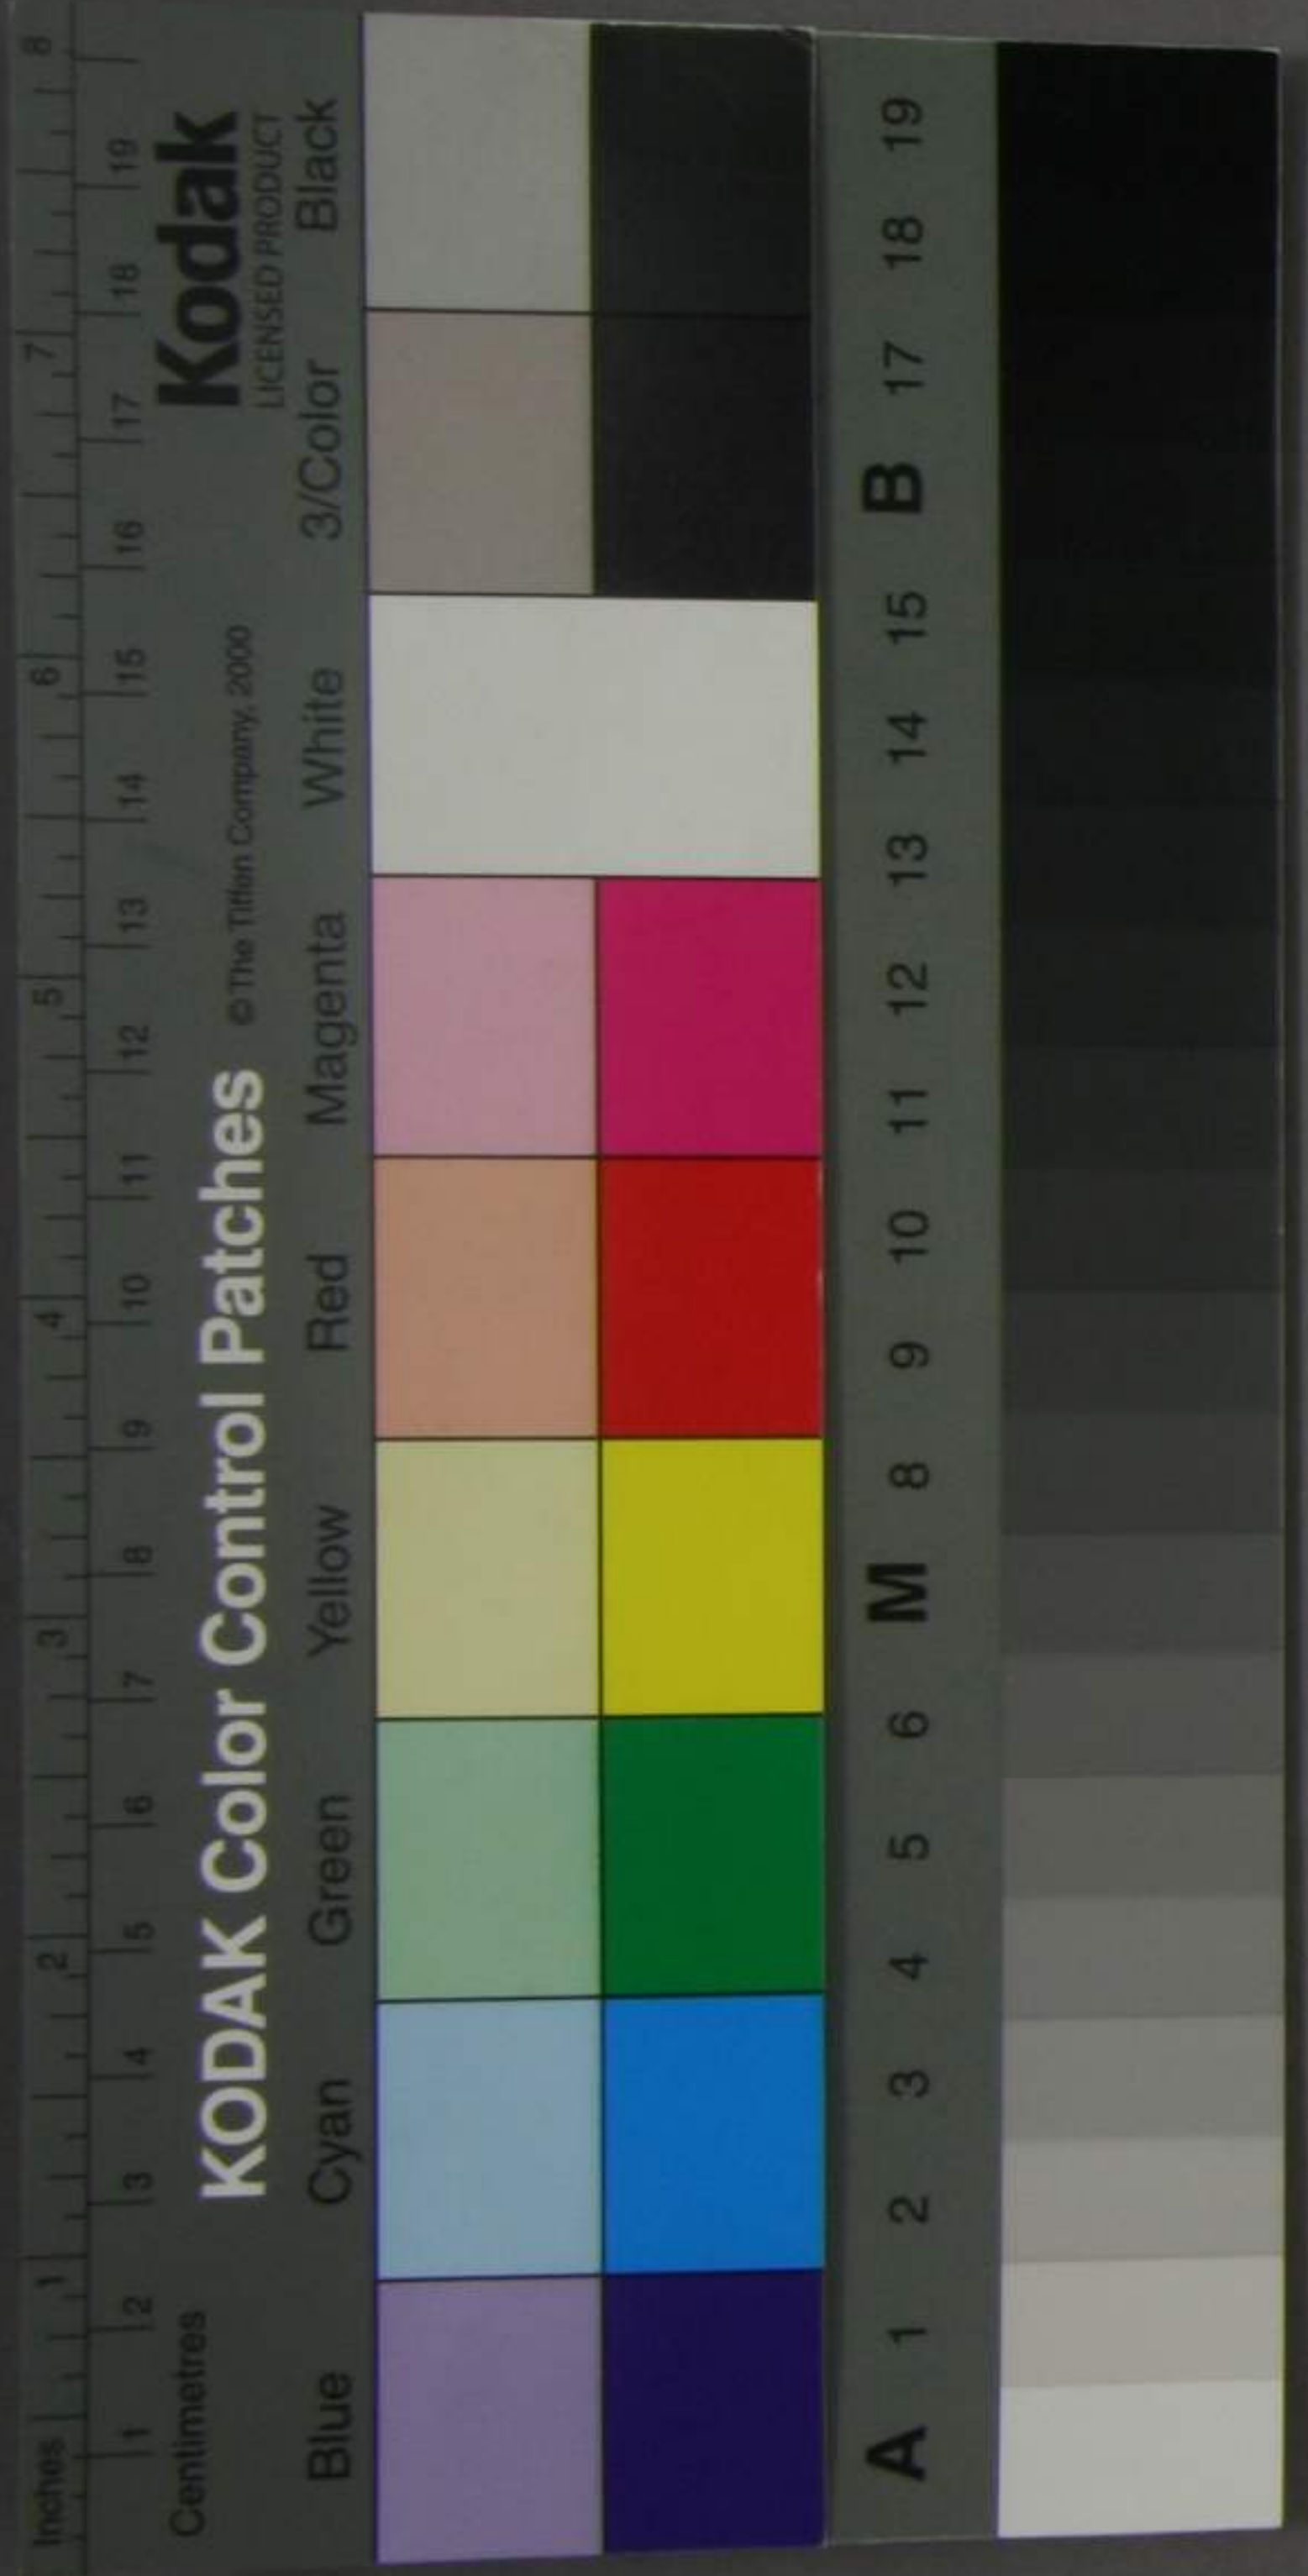 Inches 1 2 3 4 5 6 7 8
Centimetres 1 2 3 4 5 6 7 8 9 10 11 12 13 14 15 16 17 18 19
KODAK Color Control Patches © The Tiffen Company, 2000 Kodak
LICENSED PRODUCT
Blue Cyan Green Yellow Red Magenta White 3/Color Black
A 1 2 3 4 5 6 M 8 9 10 11 12 13 14 15 B 17 18 19